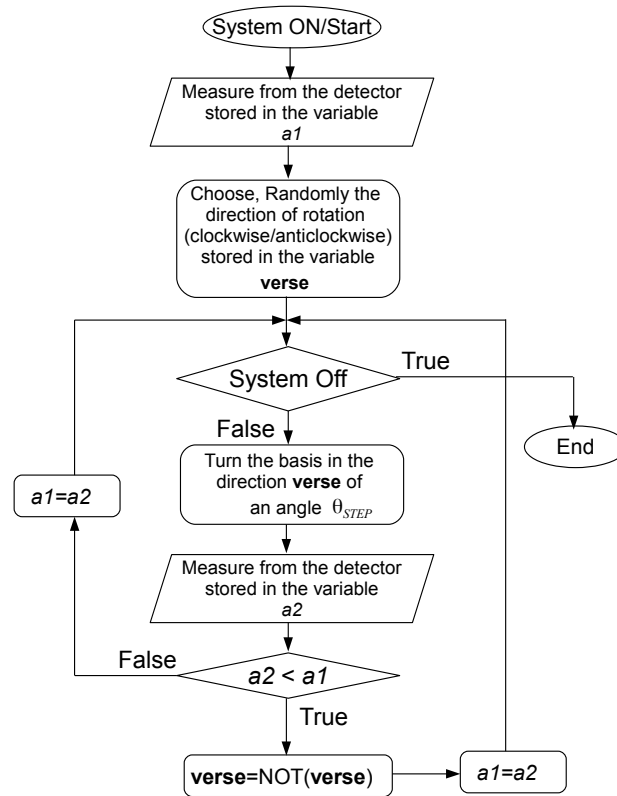 System ON/Start
Measure from the detector
stored in the variable
a1
Choose, Randomly the
direction of rotation
(clockwise/anticlockwise)
stored in the variable
verse
System Off
True
False
End
Turn the basis in the
direction verse of
an angle θSTEP
a1=a2
Measure from the detector
stored in the variable
a2
False
a2 < a1
True
verse=NOT(verse)
a1=a2